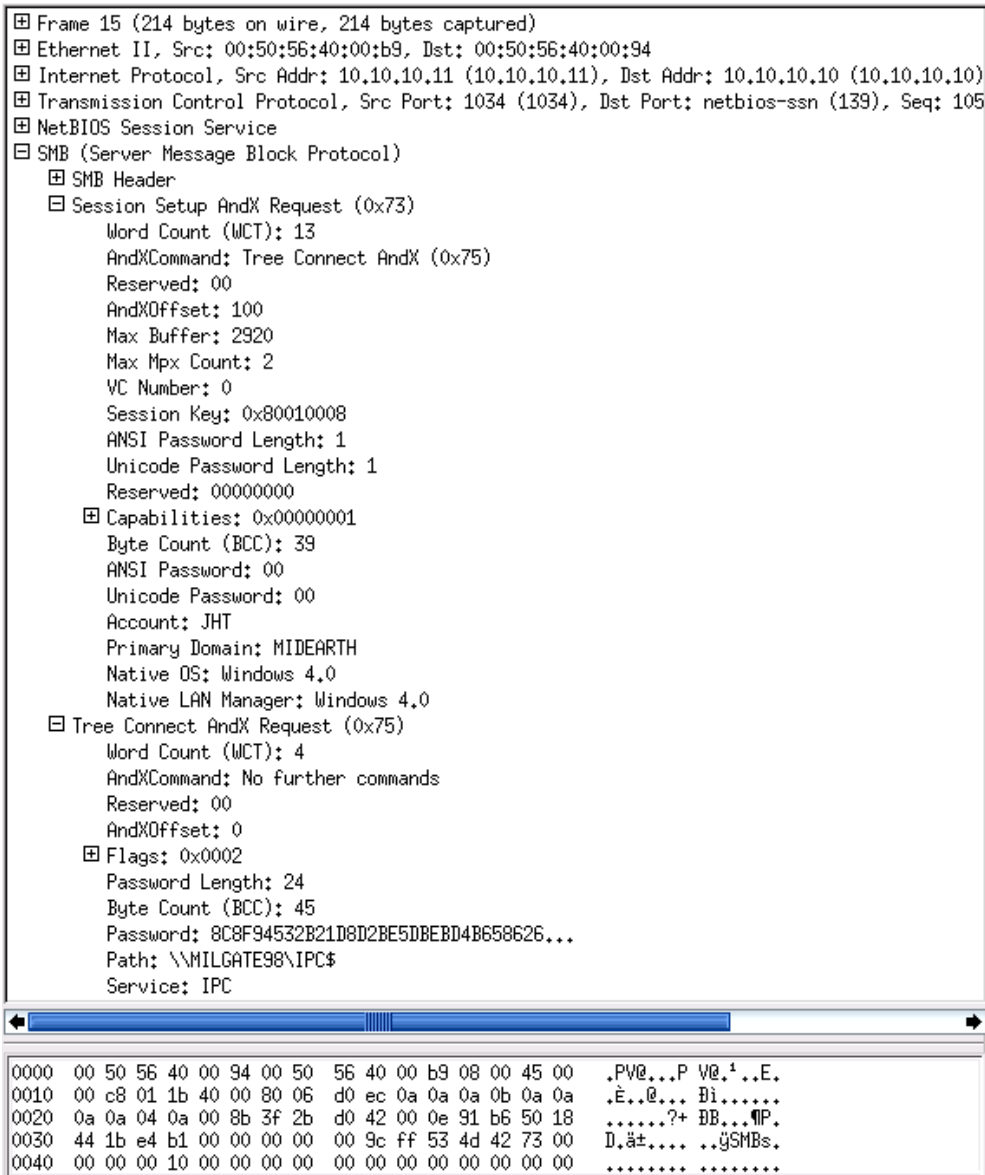 Frame 15 (214 bytes on wire, 214 bytes captured)
Ethernet II, Src: 00:50:56:40:00:b9, Dst: 00:50:56:40:00:94
Internet Protocol, Src Addr: 10.10.10.11 (10.10.10.11), Dst Addr: 10.10.10.10 (10.10.10.10)
Transmission Control Protocol, Src Port: 1034 (1034), Dst Port: netbios-ssn (139), Seq: 105
NetBIOS Session Service
SMB (Server Message Block Protocol)
SMB Header
Session Setup AndX Request (0x73)
Word Count (WCT): 13
AndXCommand: Tree Connect AndX (0x75)
Reserved: 00
AndXOffset: 100
Max Buffer: 2920
Max Mpx Count: 2
VC Number: 0
Session Key: 0x80010008
ANSI Password Length: 1
Unicode Password Length: 1
Reserved: 00000000
Capabilities: 0x00000001
Byte Count (BCC): 39
ANSI Password: 00
Unicode Password: 00
Account: JHT
Primary Domain: MIDEARTH
Native OS: Windows 4.0
Native LAN Manager: Windows 4.0
Tree Connect AndX Request (0x75)
Word Count (WCT): 4
AndXCommand: No further commands
Reserved: 00
AndXOffset: 0
Flags: 0x0002
Password Length: 24
Byte Count (BCC): 45
Password: 8C8F94532B21D8D2BE5DBEBD4B658626...
Path: \\MILGATE98\IPC$
Service: IPC
0000 00 50 56 40 00 94 00 50 56 40 00 b9 08 00 45 00 .PV@...P V@.¹..E.
0010 00 c8 01 1b 40 00 80 06 d0 ec 0a 0a 0a 0b 0a 0a .È..@... Ðì......
0020 0a 0a 04 0a 00 8b 3f 2b d0 42 00 0e 91 b6 50 18 ......?+ ÐB...¶P.
0030 44 1b e4 b1 00 00 00 00 00 9c ff 53 4d 42 73 00 D.ä±.... ..ÿSMBs.
0040 00 00 00 10 00 00 00 00 00 00 00 00 00 00 00 00 ........ ........